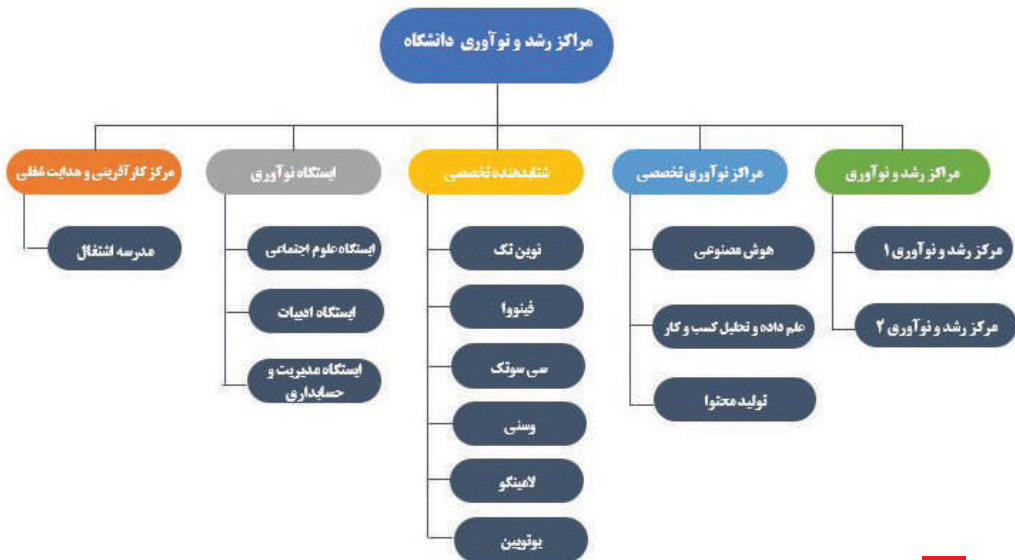 مراکز رشد و نوآوری دانشگاه
مراکز رشد و نوآوری
مرکز رشد و نوآوری ۱
مرکز رشد و نوآوری ۲
مراکز نوآوری تخصصی
هوش مصنوعی
علم داده و تحلیل کسب و کار
تولید محتوا
شتابدهنده تخصصی
نوین تک
فینووا
سی سوتک
وسنی
لامینگو
یوتوپین
ایستگاه نوآوری
ایستگاه علوم اجتماعی
ایستگاه ادبیات
ایستگاه مدیریت و
حسابداری
مرکز کارآفرینی و هدایت شغلی
مدرسه اشتغال